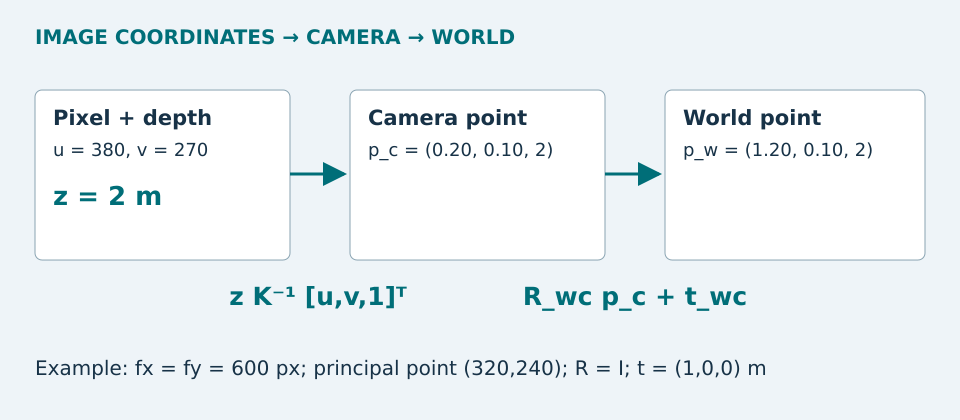 IMAGE COORDINATES → CAMERA → WORLD
Pixel + depth
u = 380, v = 270
z = 2 m
Camera point
p_c = (0.20, 0.10, 2)
World point
p_w = (1.20, 0.10, 2)
z K⁻¹ [u,v,1]ᵀ
R_wc p_c + t_wc
Example: fx = fy = 600 px; principal point (320,240); R = I; t = (1,0,0) m